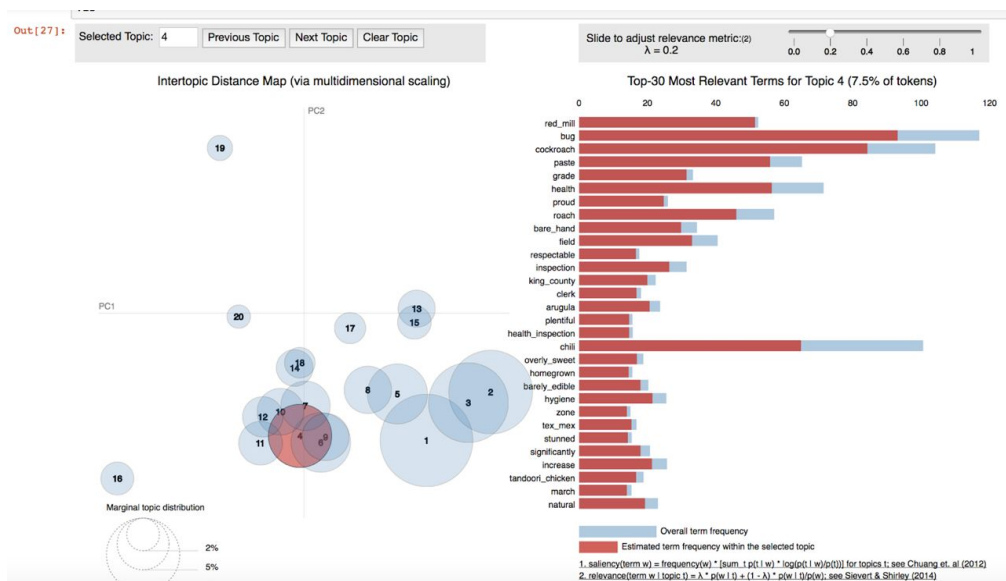 Out[27]:
Selected Topic: 4 Previous Topic Next Topic Clear Topic
Slide to adjust relevance metric:(2)
λ = 0.2
0.0 0.2 0.4 0.6 0.8 1
Intertopic Distance Map (via multidimensional scaling)
PC2
PC1
19
20
13
15
17
18
14
8
5
2
3
1
7
10
12
4
9
6
11
16
Marginal topic distribution
2%
5%
Top-30 Most Relevant Terms for Topic 4 (7.5% of tokens)
0 20 40 60 80 100 120
red_mill
bug
cockroach
paste
grade
health
proud
roach
bare_hand
field
respectable
inspection
king_county
clerk
arugula
plentiful
health_inspection
chili
overly_sweet
homegrown
barely_edible
hygiene
zone
tex_mex
stunned
significantly
increase
tandoori_chicken
march
natural
Overall term frequency
Estimated term frequency within the selected topic
1. saliency(term w) = frequency(w) * [sum_t p(t | w) * log(p(t | w)/p(t))] for topics t; see Chuang et. al (2012)
2. relevance(term w | topic t) = λ * p(w | t) + (1 - λ) * p(w | t)/p(w); see Sievert & Shirley (2014)